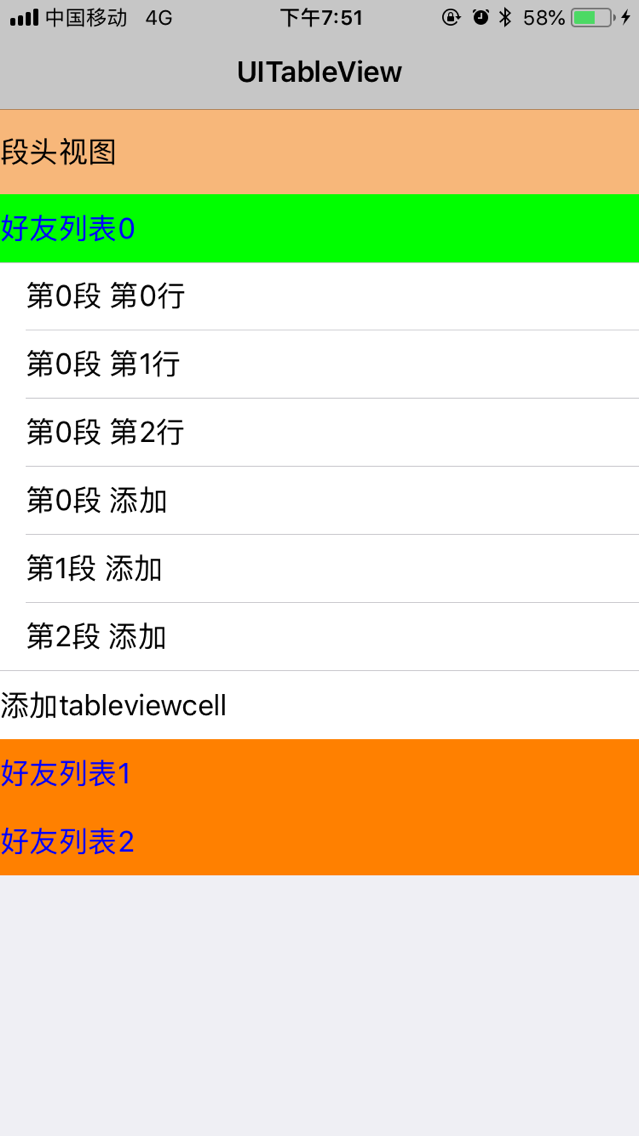 中国移动 4G 下午7:51 58%
UITableView
段头视图
好友列表0
第0段 第0行
第0段 第1行
第0段 第2行
第0段 添加
第1段 添加
第2段 添加
添加tableviewcell
好友列表1
好友列表2